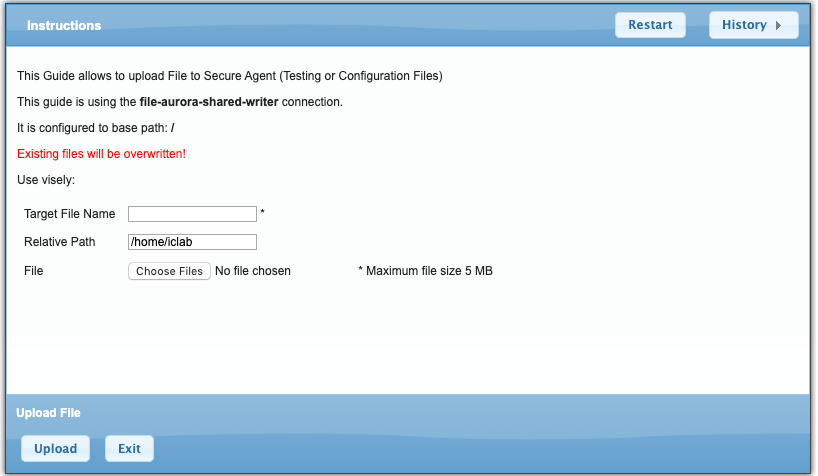 Instructions
Restart
History
This Guide allows to upload File to Secure Agent (Testing or Configuration Files)
This guide is using the file-aurora-shared-writer connection.
It is configured to base path: /
Existing files will be overwritten!
Use visely:
Target File Name *
Relative Path /home/iclab
File Choose Files No file chosen * Maximum file size 5 MB
Upload File
Upload Exit